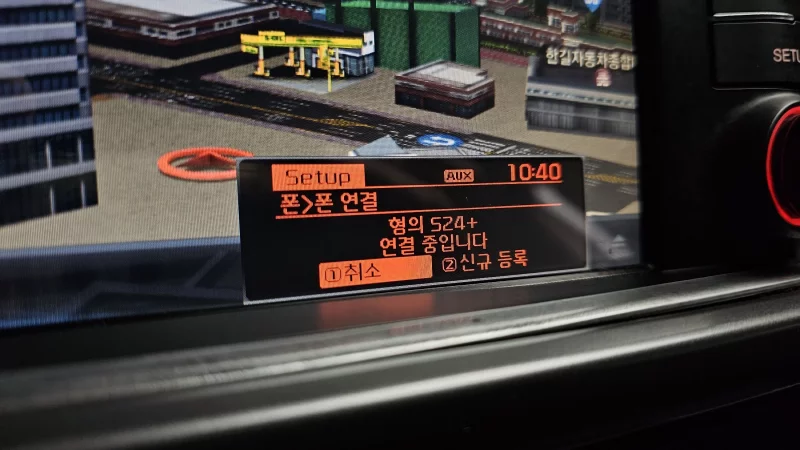 S-OIL
한길자동차종합
SETU
Setup AUX 10:40
폰>폰 연결
형의 S24+
연결 중입니다
①취소 ②신규 등록